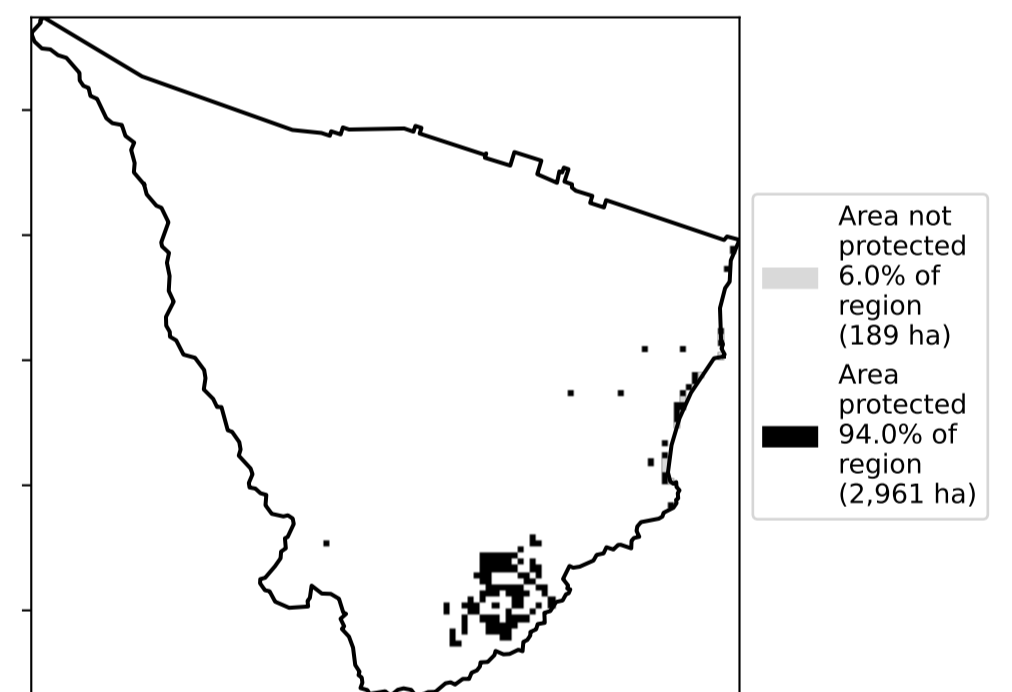 Area not
protected
6.0% of
region
(189 ha)
Area
protected
94.0% of
region
(2,961 ha)